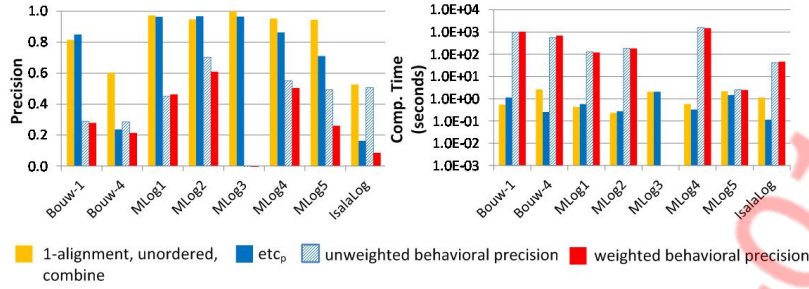 1.0
0.8
0.6
0.4
0.2
0.0
Precision
Bouw-1
Bouw-4
MLog1
MLog2
MLog3
MLog4
MLog5
IsalaLog
1.0E+04
1.0E+03
1.0E+02
1.0E+01
1.0E+00
1.0E-01
1.0E-02
1.0E-03
Comp. Time
(seconds)
Bouw-1
Bouw-4
MLog1
MLog2
MLog3
MLog4
MLog5
IsalaLog
1-alignment, unordered,
combine
etcp
unweighted behavioral precision
weighted behavioral precision